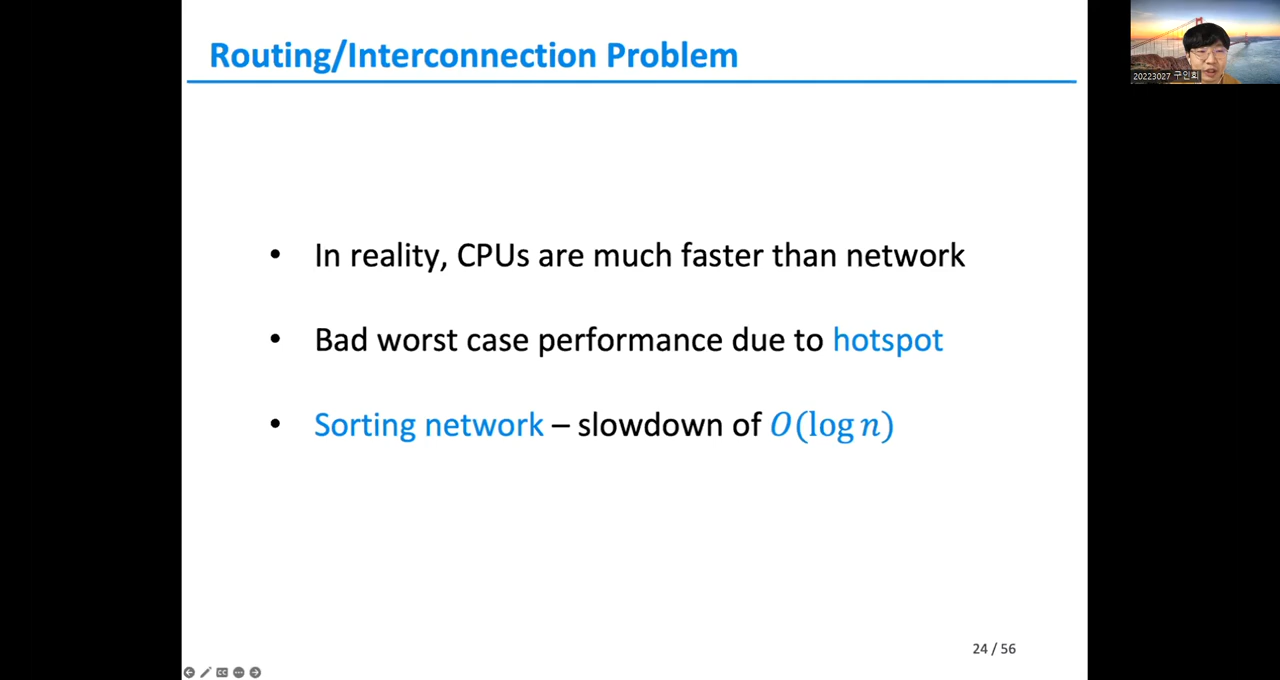 Routing/Interconnection Problem
20223027 구인회
• In reality, CPUs are much faster than network
• Bad worst case performance due to hotspot
• Sorting network – slowdown of O(log n)
24 / 56